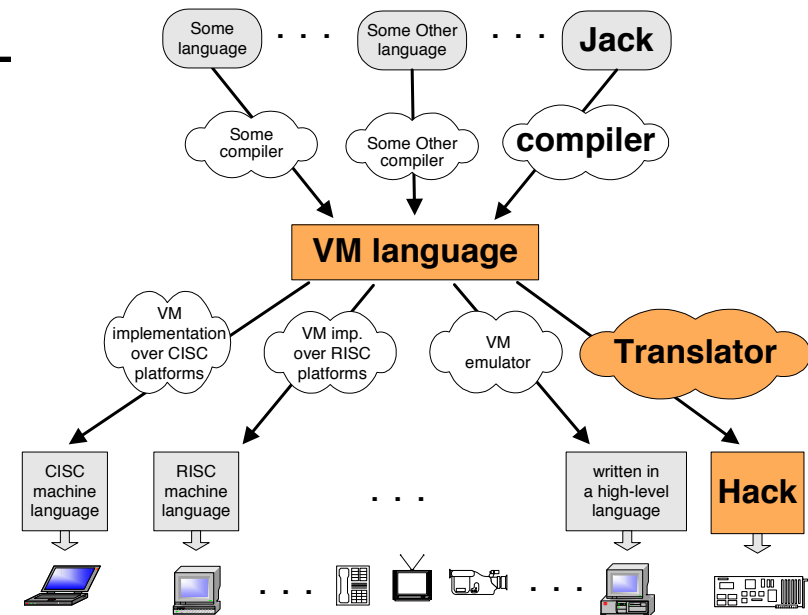 Some
language
. . .
Some Other
language
. . .
Jack
Some
compiler
Some Other
compiler
compiler
VM language
VM
implementation
over CISC
platforms
VM imp.
over RISC
platforms
VM
emulator
Translator
CISC
machine
language
RISC
machine
language
. . .
written in
a high-level
language
Hack
. . .
. . .